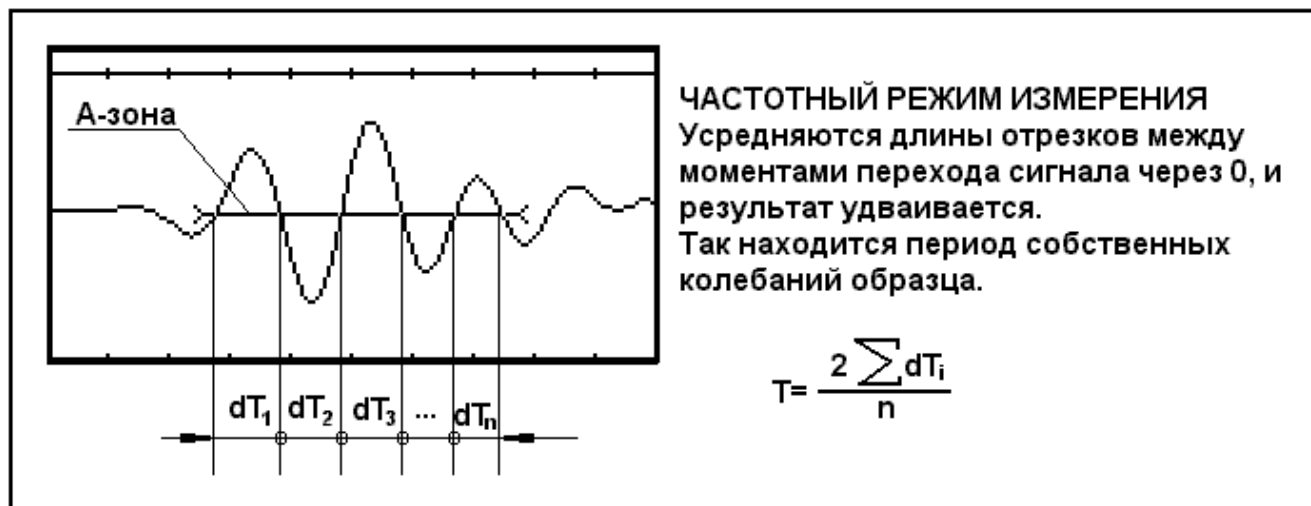 А-зона
ЧАСТОТНЫЙ РЕЖИМ ИЗМЕРЕНИЯ
Усредняются длины отрезков между
моментами перехода сигнала через 0, и
результат удваивается.
Так находится период собственных
колебаний образца.
T= 2 ∑ dTi / n
dT1 dT2 dT3 ... dTn